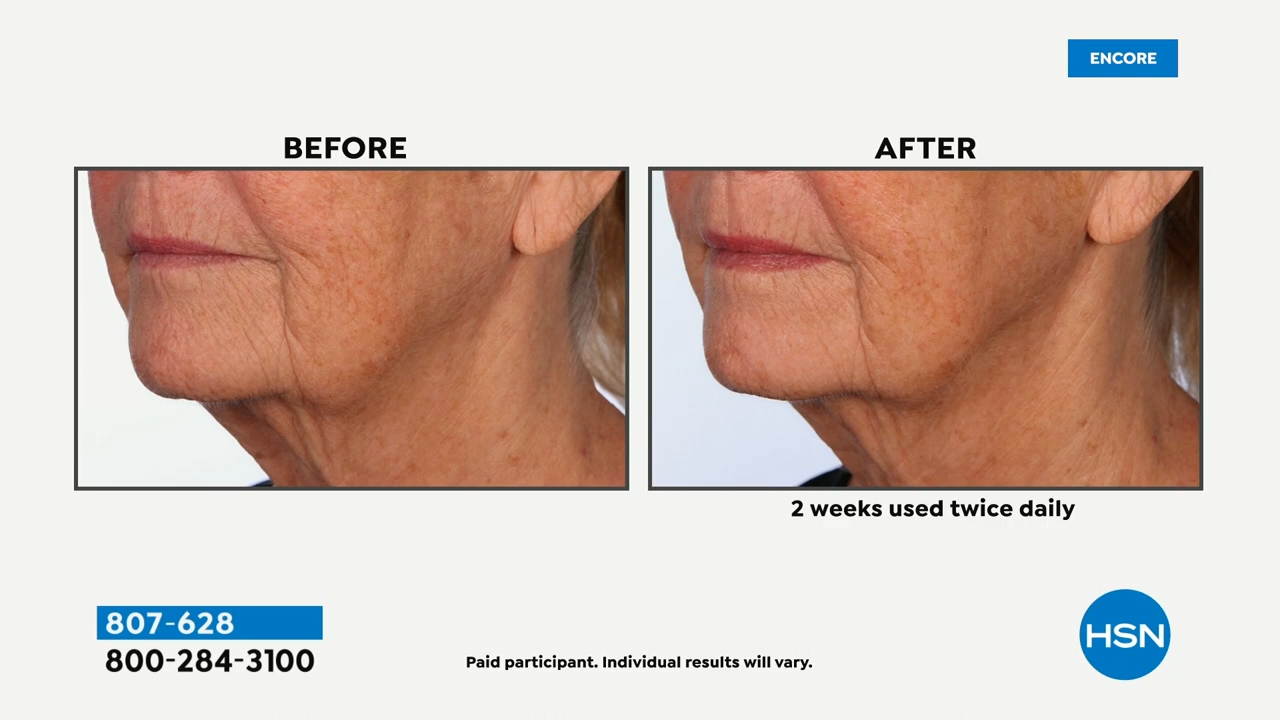 ENCORE
BEFORE
AFTER
2 weeks used twice daily
807-628
800-284-3100
Paid participant. Individual results will vary.
HSN